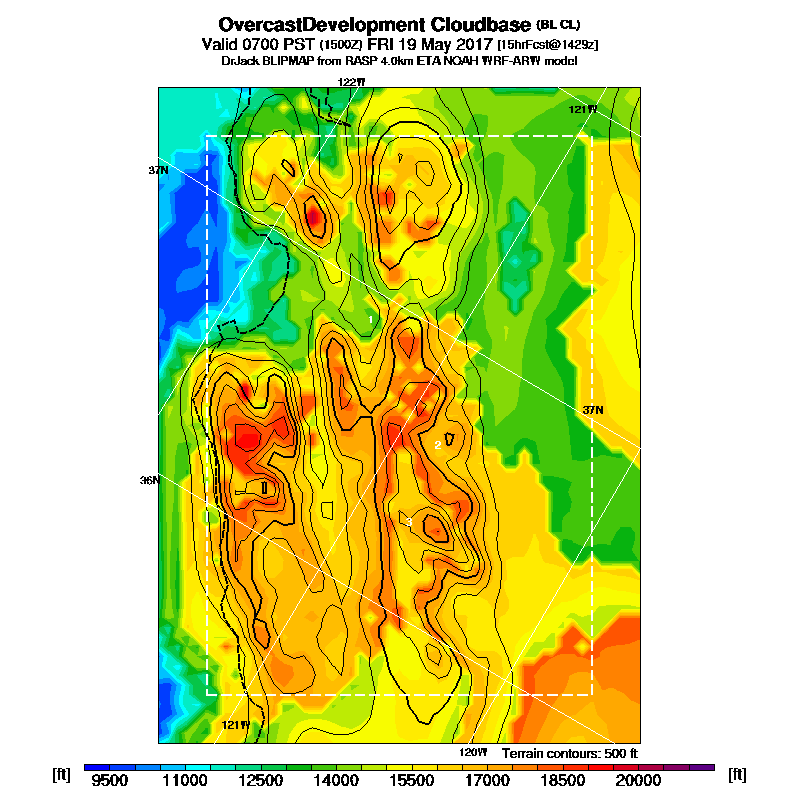 OvercastDevelopment Cloudbase (BL CL)
Valid 0700 PST (1500Z) FRI 19 May 2017 [15hrFcst@1429z]
DrJack BLIPMAP from RASP 4.0km ETA NOAH WRF-ARW model
122W
121W
37N
1
37N
2
36N
3
121W
120W
Terrain contours: 500 ft
[ft] 9500 11000 12500 14000 15500 17000 18500 20000 [ft]